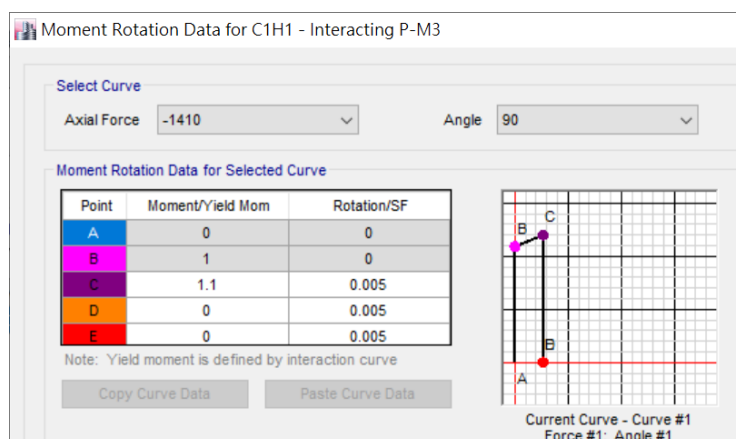 Moment Rotation Data for C1H1 - Interacting P-M3
Select Curve
Axial Force -1410 Angle 90
Moment Rotation Data for Selected Curve
Point Moment/Yield Mom Rotation/SF
A 0 0
B 1 0
C 1.1 0.005
D 0 0.005
E 0 0.005
Note: Yield moment is defined by interaction curve
Copy Curve Data Paste Curve Data
B C
B
A
Current Curve - Curve #1
Force #1; Angle #1